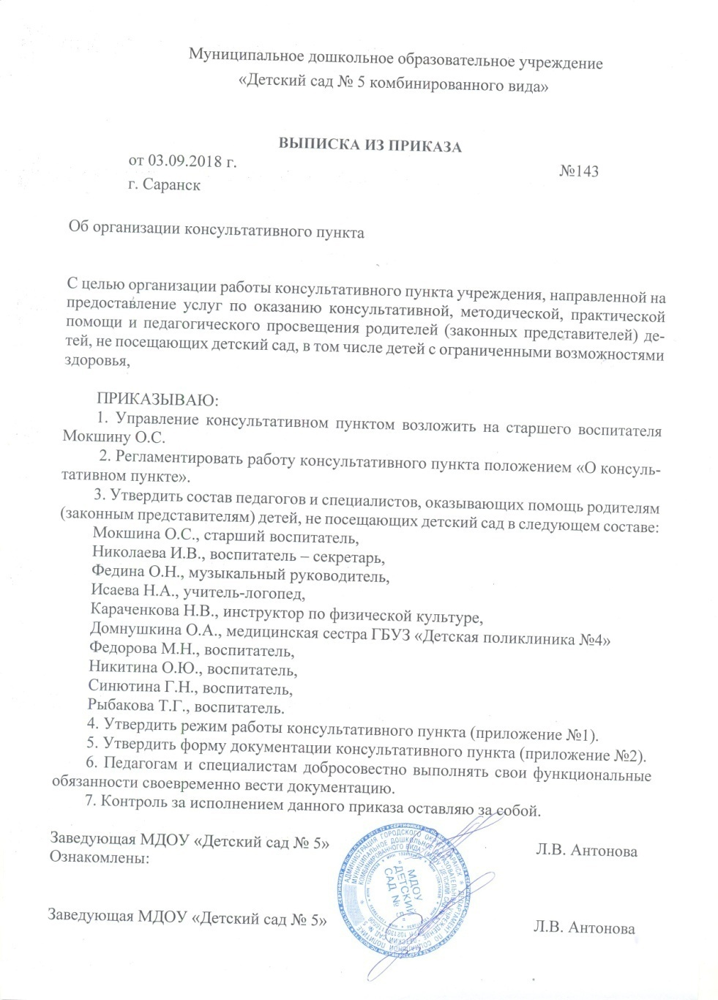 Муниципальное дошкольное образовательное учреждение
«Детский сад № 5 комбинированного вида»
ВЫПИСКА ИЗ ПРИКАЗА
от 03.09.2018 г.
№143
г. Саранск
Об организации консультативного пункта
С целью организации работы консультативного пункта учреждения, направленной на
предоставление услуг по оказанию консультативной, методической, практической
помощи и педагогического просвещения родителей (законных представителей) де-
тей, не посещающих детский сад, в том числе детей с ограниченными возможностями
здоровья,
ПРИКАЗЫВАЮ:
1. Управление консультативном пунктом возложить на старшего воспитателя
Мокшину О.С.
2. Регламентировать работу консультативного пункта положением «О консуль-
тативном пункте».
3. Утвердить состав педагогов и специалистов, оказывающих помощь родителям
(законным представителям) детей, не посещающих детский сад в следующем составе:
Мокшина О.С., старший воспитатель,
Николаева И.В., воспитатель – секретарь,
Федина О.Н., музыкальный руководитель,
Исаева Н.А., учитель-логопед,
Караченкова Н.В., инструктор по физической культуре,
Домнушкина О.А., медицинская сестра ГБУЗ «Детская поликлиника №4»
Федорова М.Н., воспитатель,
Никитина О.Ю., воспитатель,
Синютина Г.Н., воспитатель,
Рыбакова Т.Г., воспитатель.
4. Утвердить режим работы консультативного пункта (приложение №1).
5. Утвердить форму документации консультативного пункта (приложение №2).
6. Педагогам и специалистам добросовестно выполнять свои функциональные
обязанности своевременно вести документацию.
7. Контроль за исполнением данного приказа оставляю за собой.
Заведующая МДОУ «Детский сад № 5»
Л.В. Антонова
Ознакомлены:
МДОУ
"ДЕТСКИЙ
САД №
Заведующая МДОУ «Детский сад № 5»
Л.В. Антонова